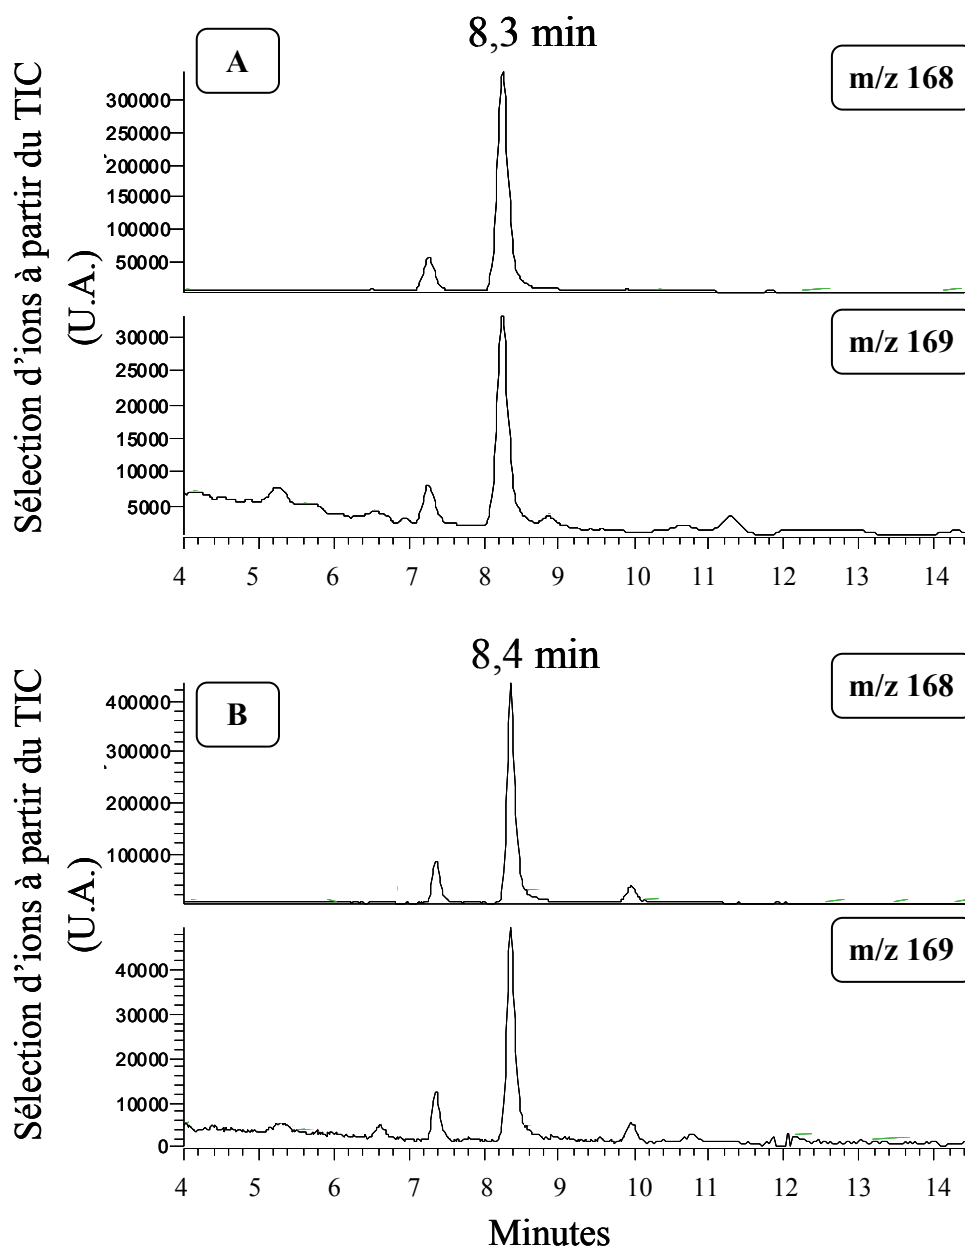 8,3 min
A
m/z 168
Sélection d'ions à partir du TIC
(U.A.)
300000
250000
200000
150000
100000
50000
m/z 169
30000
25000
20000
15000
10000
5000
4 5 6 7 8 9 10 11 12 13 14
8,4 min
B
m/z 168
Sélection d'ions à partir du TIC
(U.A.)
400000
300000
200000
100000
m/z 169
40000
30000
20000
10000
0
4 5 6 7 8 9 10 11 12 13 14
Minutes